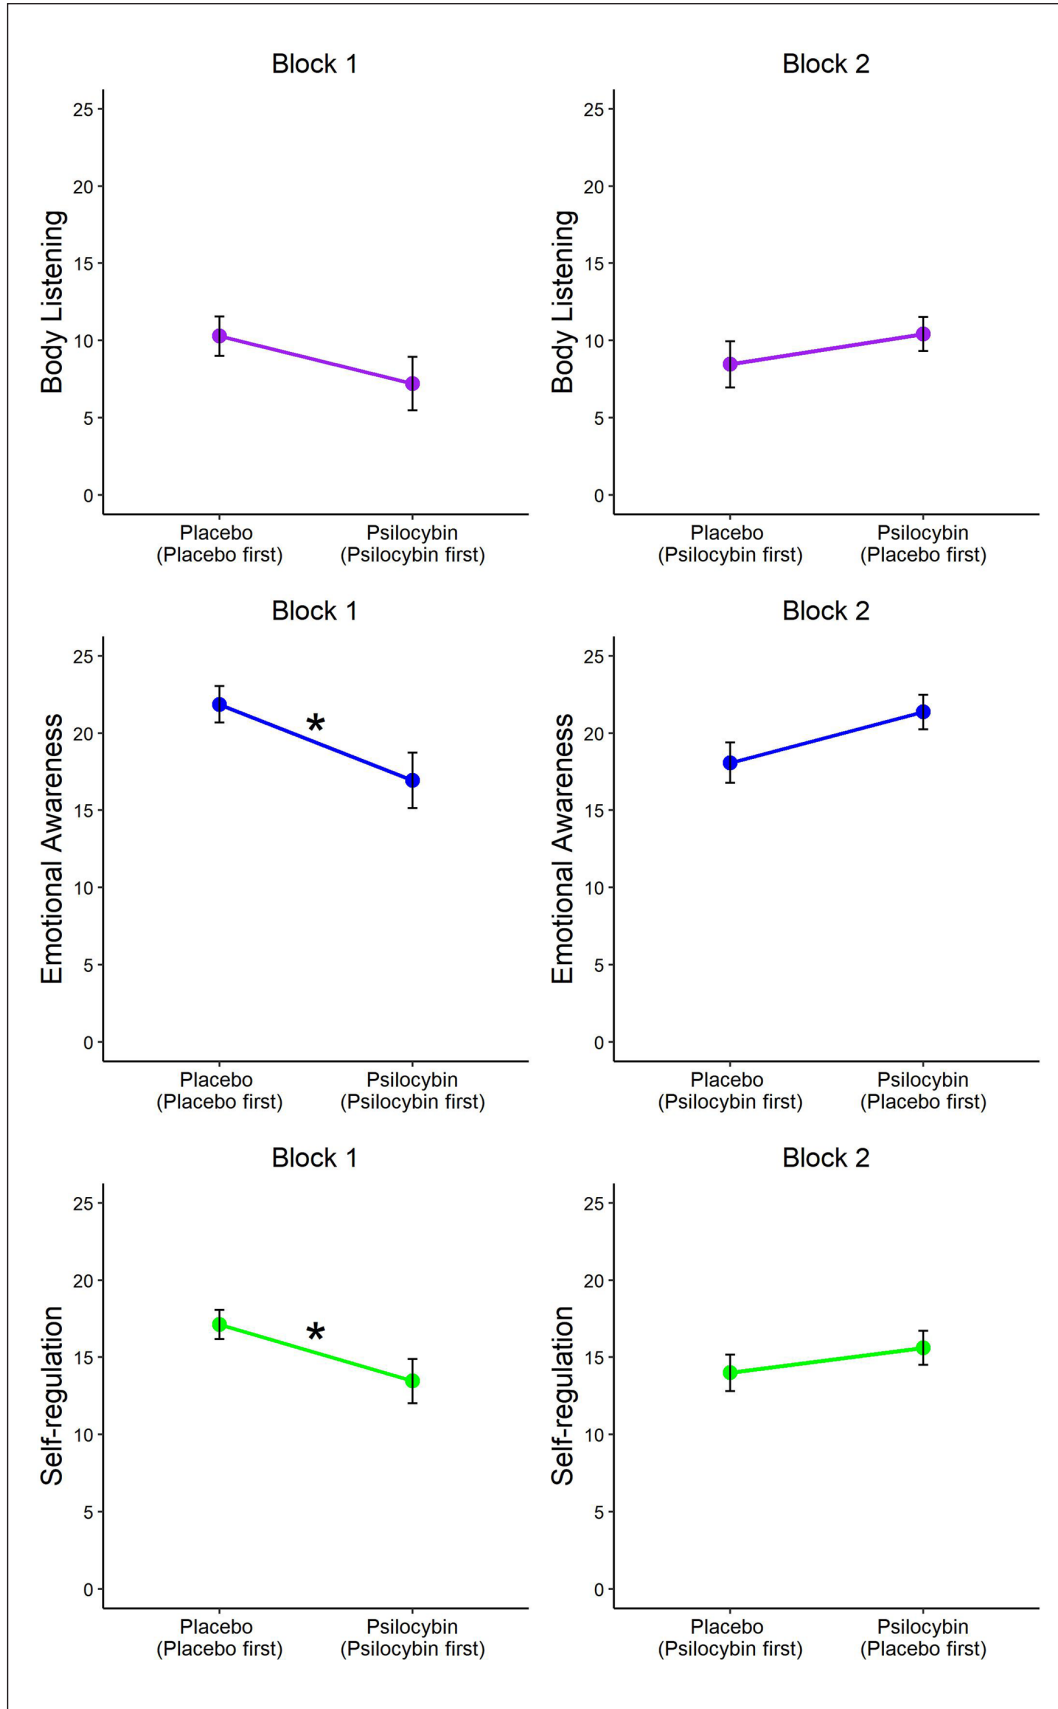 Block 1
25
20
15
10
5
0
Body Listening
Placebo
(Placebo first)
Psilocybin
(Psilocybin first)
Block 2
25
20
15
10
5
0
Body Listening
Placebo
(Psilocybin first)
Psilocybin
(Placebo first)
Block 1
25
20
15
10
5
0
Emotional Awareness
*
Placebo
(Placebo first)
Psilocybin
(Psilocybin first)
Block 2
25
20
15
10
5
0
Emotional Awareness
Placebo
(Psilocybin first)
Psilocybin
(Placebo first)
Block 1
25
20
15
10
5
0
Self-regulation
*
Placebo
(Placebo first)
Psilocybin
(Psilocybin first)
Block 2
25
20
15
10
5
0
Self-regulation
Placebo
(Psilocybin first)
Psilocybin
(Placebo first)